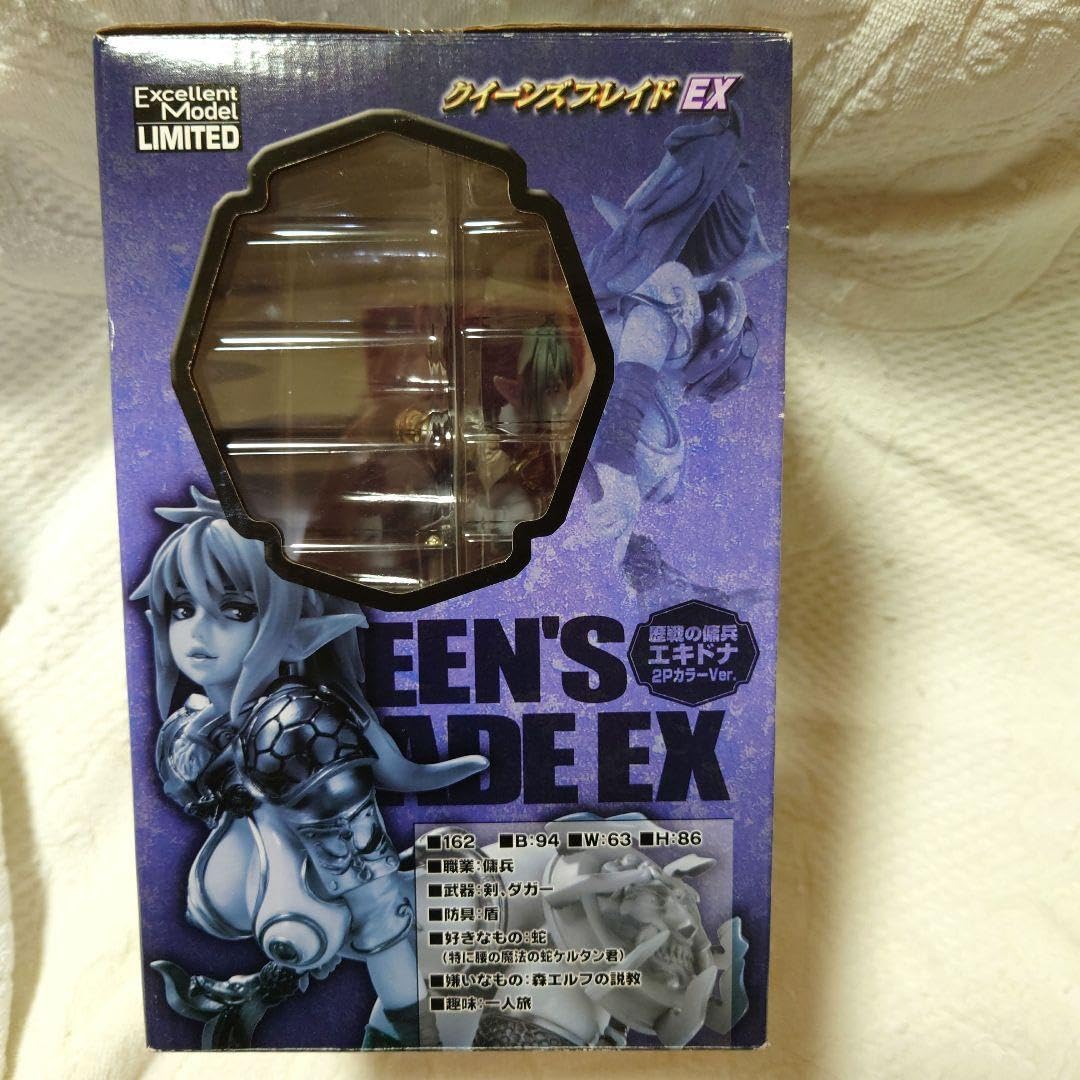 Excellent
Model
LIMITED
クイーンズブレイド EX
EEN'S
ADE EX
歴戦の傭兵
エキドナ
2PカラーVer.
■162 ■B:94 ■W:63 ■H:86
■職業:傭兵
■武器:剣、ダガー
■防具:盾
■好きなもの:蛇
(特に腰の魔法の蛇ケルタン君)
■嫌いなもの:森エルフの説教
■趣味:一人旅